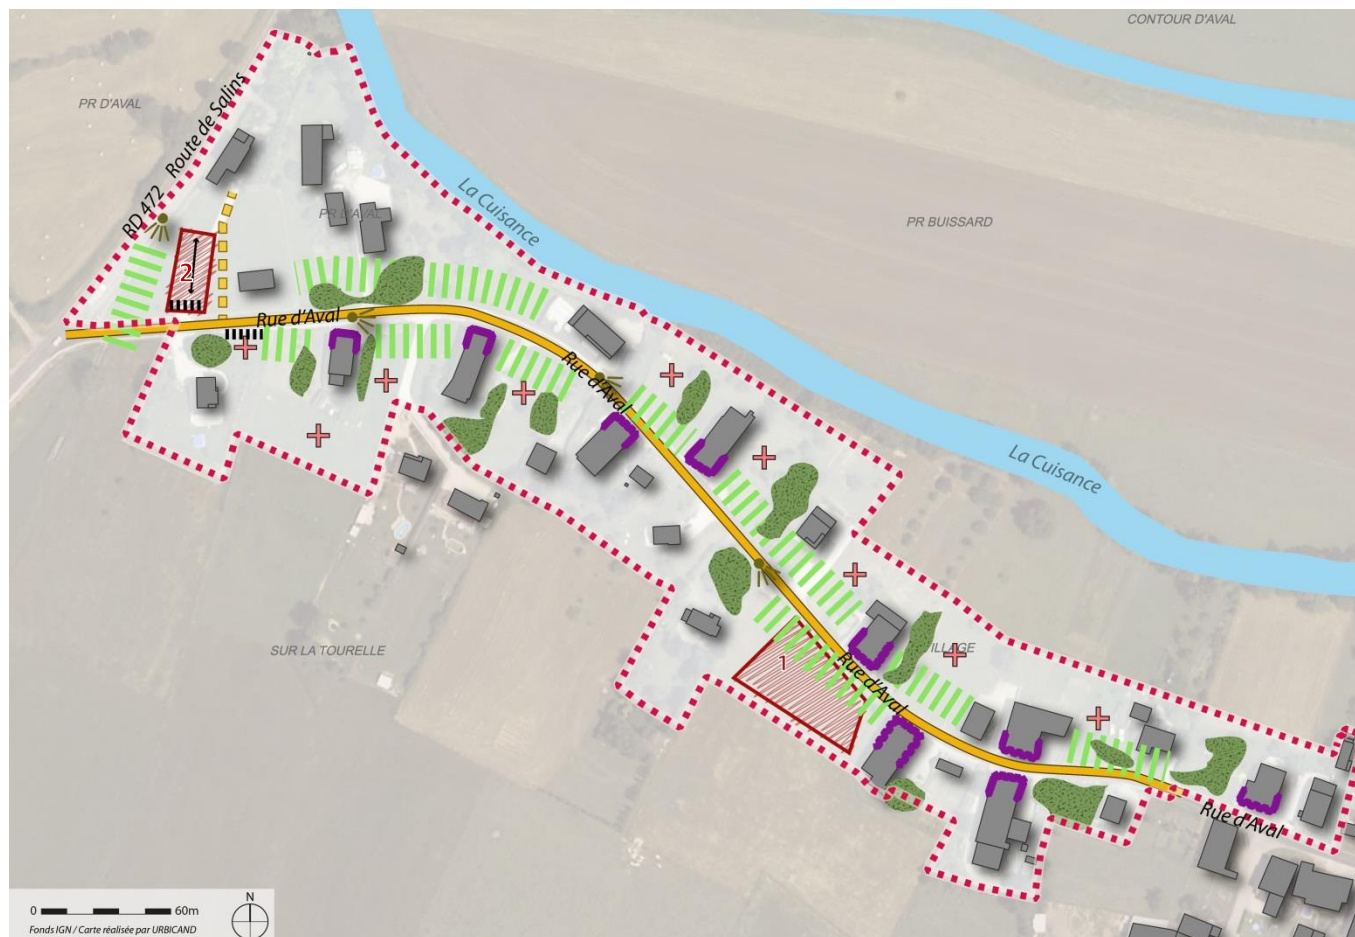 CONTOUR D'AVAL
PR D'AVAL
RD 472 Route de Salins
La Cuisance
PR D'AVAL
PR BUISSARD
2
Rue d'Aval
Rue d'Aval
La Cuisance
SUR LA TOURELLE
1
VILLAGE
Rue d'Aval
Rue d'Aval
0 60m
N
Fonds IGN / Carte réalisée par URBICAND